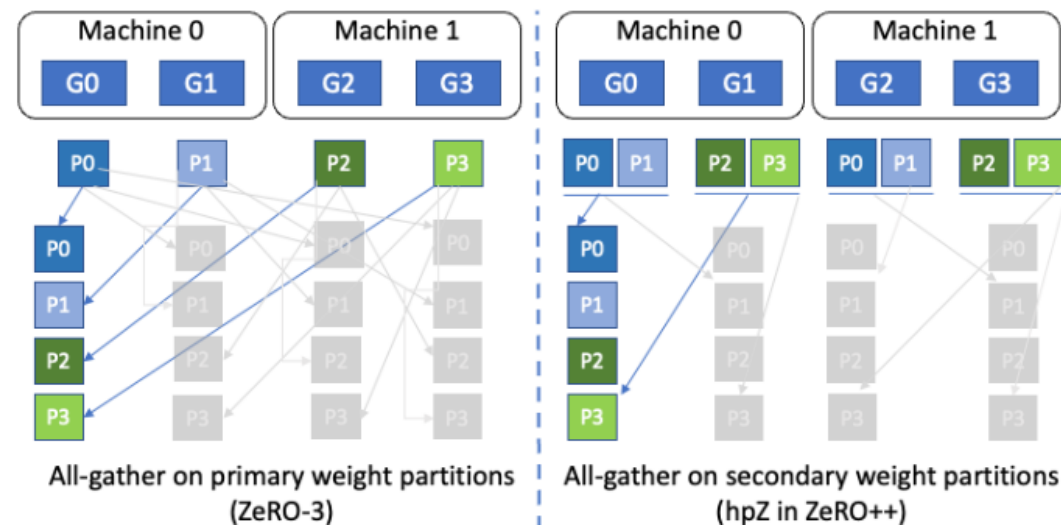 Machine 0
Machine 1
G0
G1
G2
G3
P0
P1
P2
P3
P0
P0
P0
P0
P1
P1
P1
P1
P2
P2
P2
P2
P3
P3
P3
P3
All-gather on primary weight partitions
(ZeRO-3)
Machine 0
Machine 1
G0
G1
G2
G3
P0
P1
P2
P3
P0
P1
P2
P3
P0
P0
P0
P0
P1
P1
P1
P1
P2
P2
P2
P2
P3
P3
P3
P3
All-gather on secondary weight partitions
(hpZ in ZeRO++)